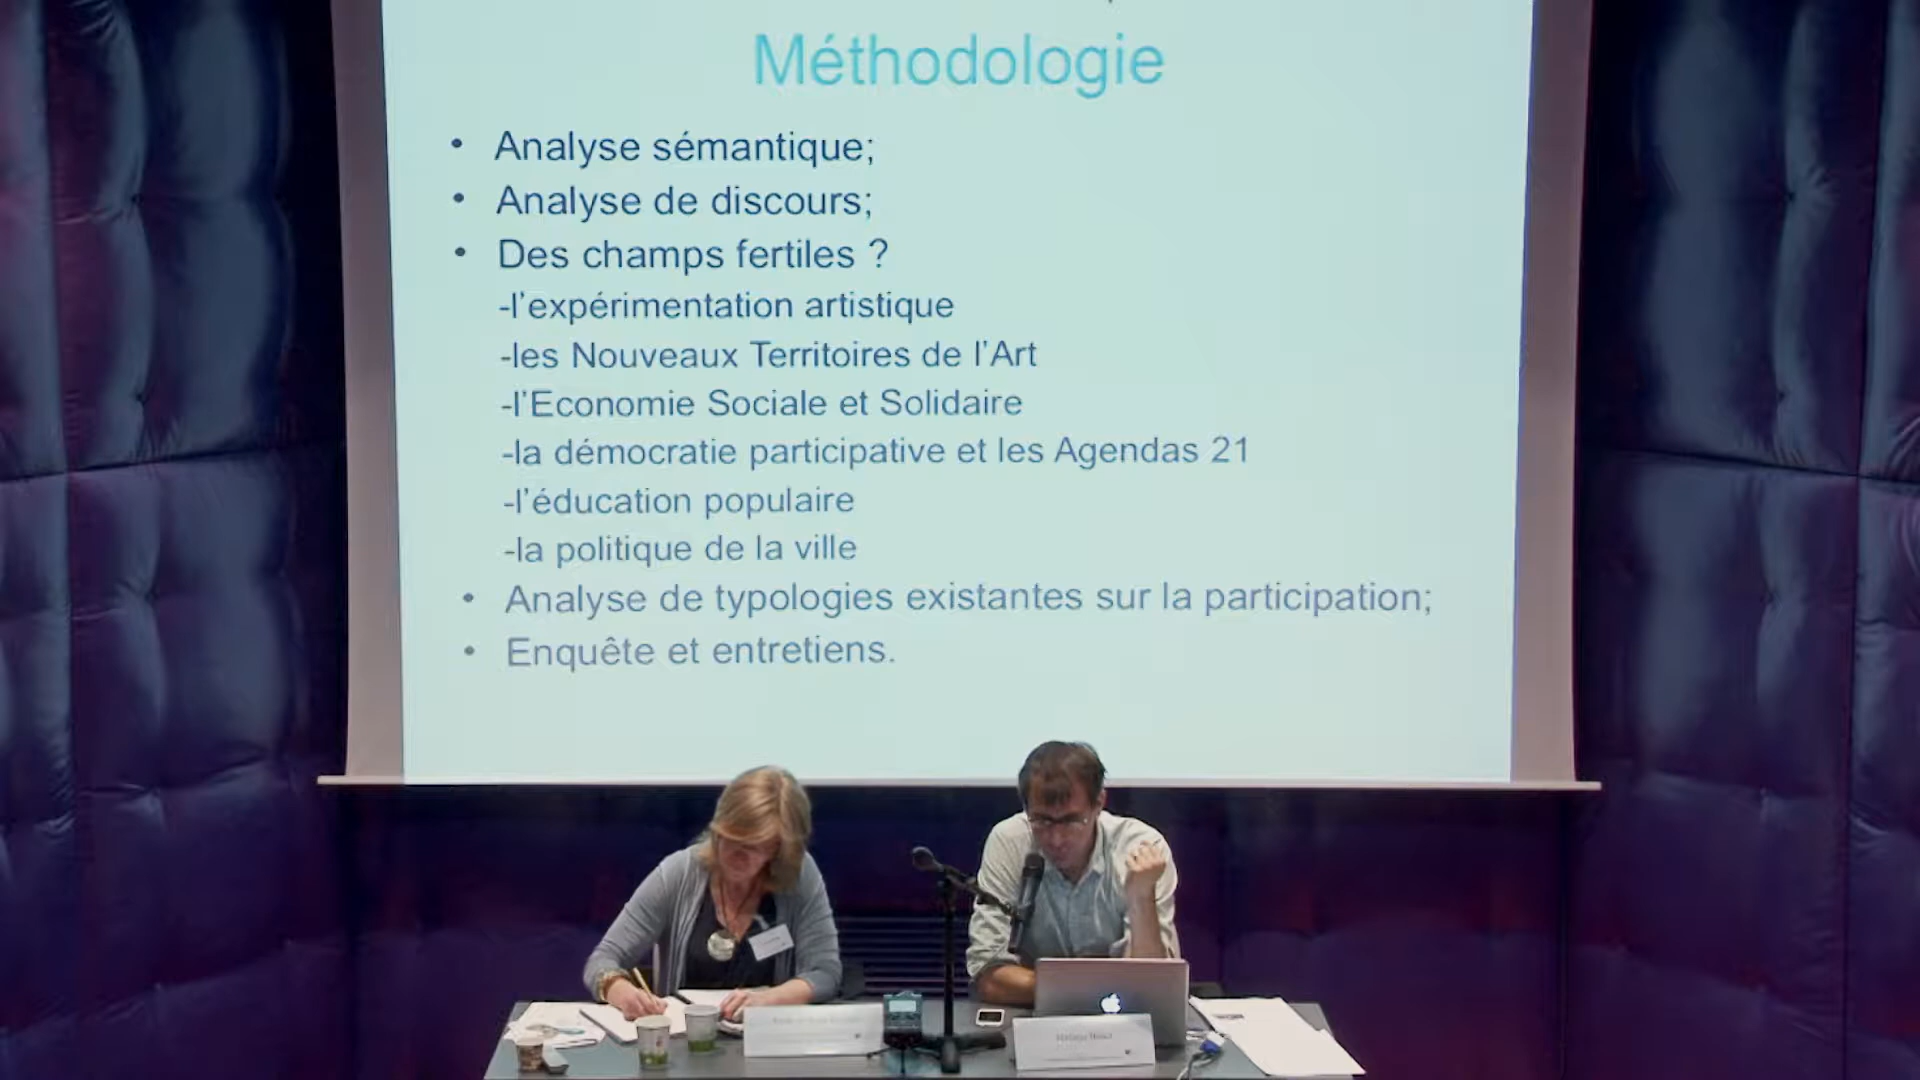 Méthodologie
• Analyse sémantique;
• Analyse de discours;
• Des champs fertiles ?
-l’expérimentation artistique
-les Nouveaux Territoires de l’Art
-l’Economie Sociale et Solidaire
-la démocratie participative et les Agendas 21
-l’éducation populaire
-la politique de la ville
• Analyse de typologies existantes sur la participation;
• Enquête et entretiens.